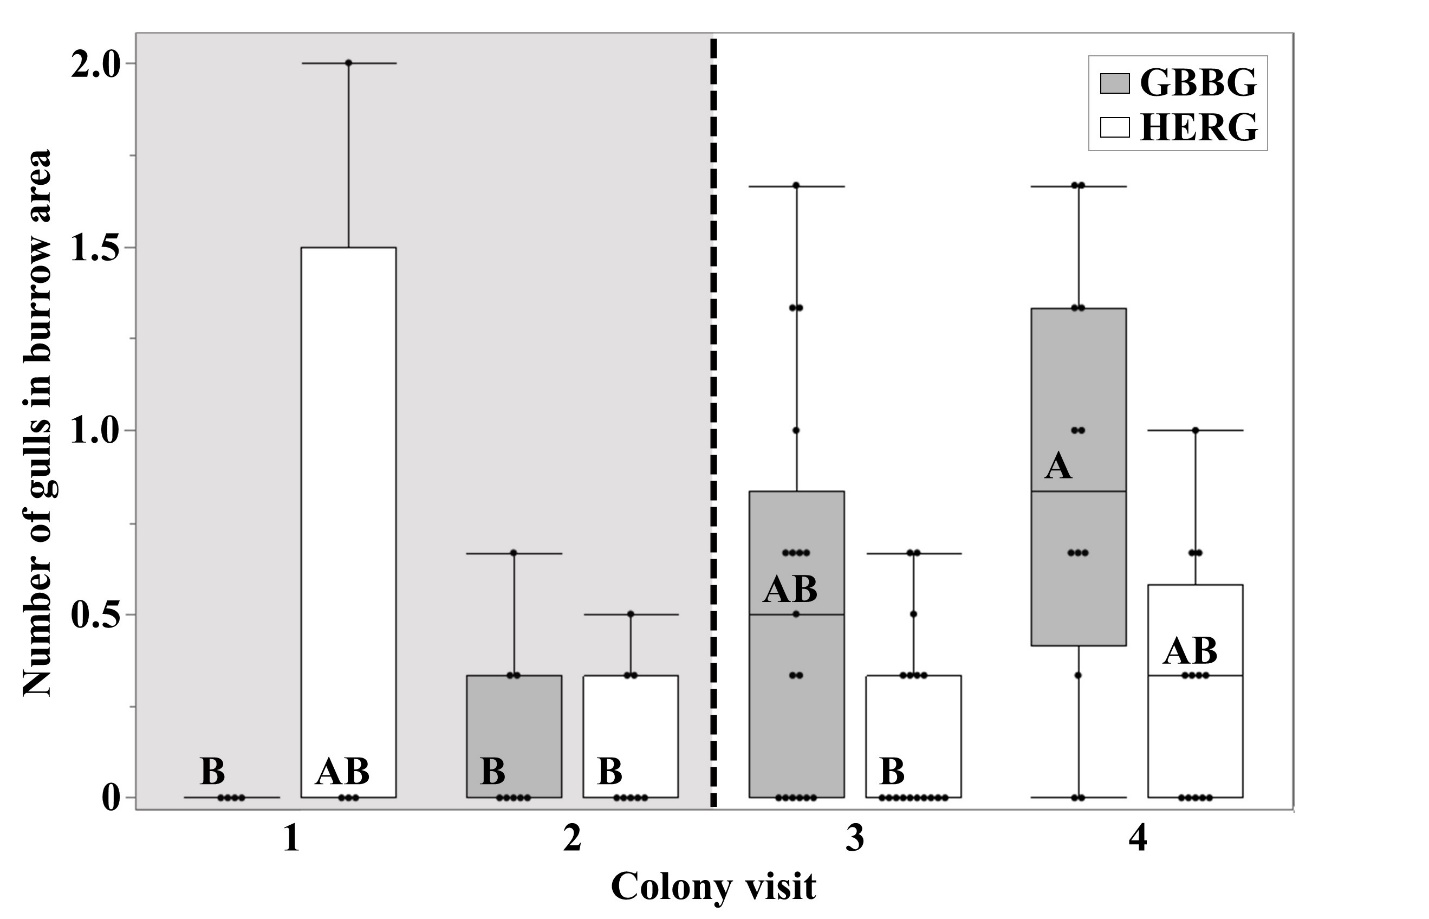 Number of gulls in burrow area
2.0
1.5
1.0
0.5
0
GBBG
HERG
B
AB
B
B
AB
B
A
AB
1
2
3
4
Colony visit